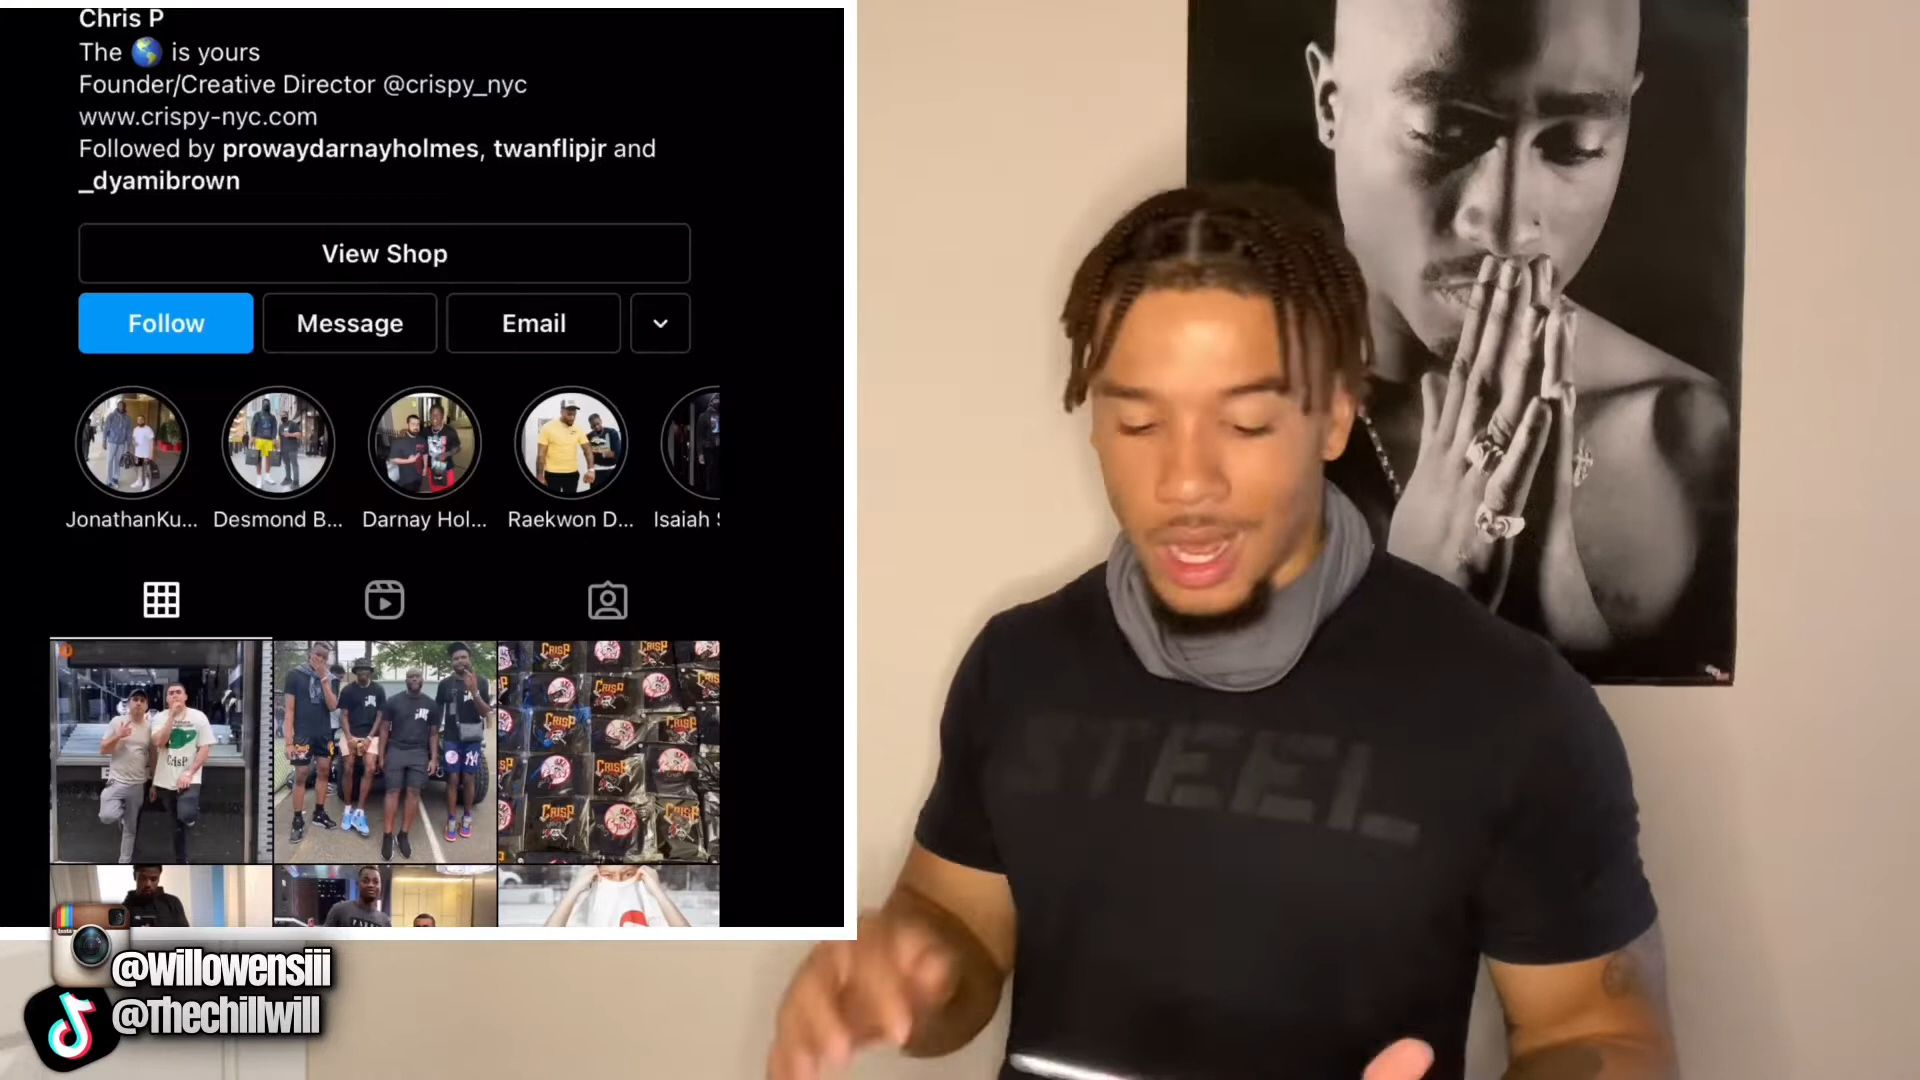 Chris P
The 🌎 is yours
Founder/Creative Director @crispy_nyc
www.crispy-nyc.com
Followed by prowaydarnayholmes, twanflipjr and
_dyamibrown
View Shop
Follow Message Email
JonathanKu... Desmond B... Darnay Hol... Raekwon D... Isaiah
STEEL
@willowensiii
@Thechillwill